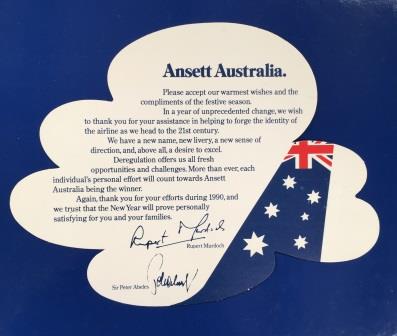 Ansett Australia.
Please accept our warmest wishes and the
compliments of the festive season.
In a year of unprecedented change, we wish
to thank you for your assistance in helping to forge the identity of
the airline as we head to the 21st century.
We have a new name, new livery, a new sense of
direction, and, above all, a desire to excel.
Deregulation offers us all fresh
opportunities and challenges. More than ever, each
individual's personal effort will count towards Ansett
Australia being the winner.
Again, thank you for your efforts during 1990, and
we trust that the New Year will prove personally
satisfying for you and your families.
Rupert Murdoch
Rupert Murdoch
Sir Peter Abeles